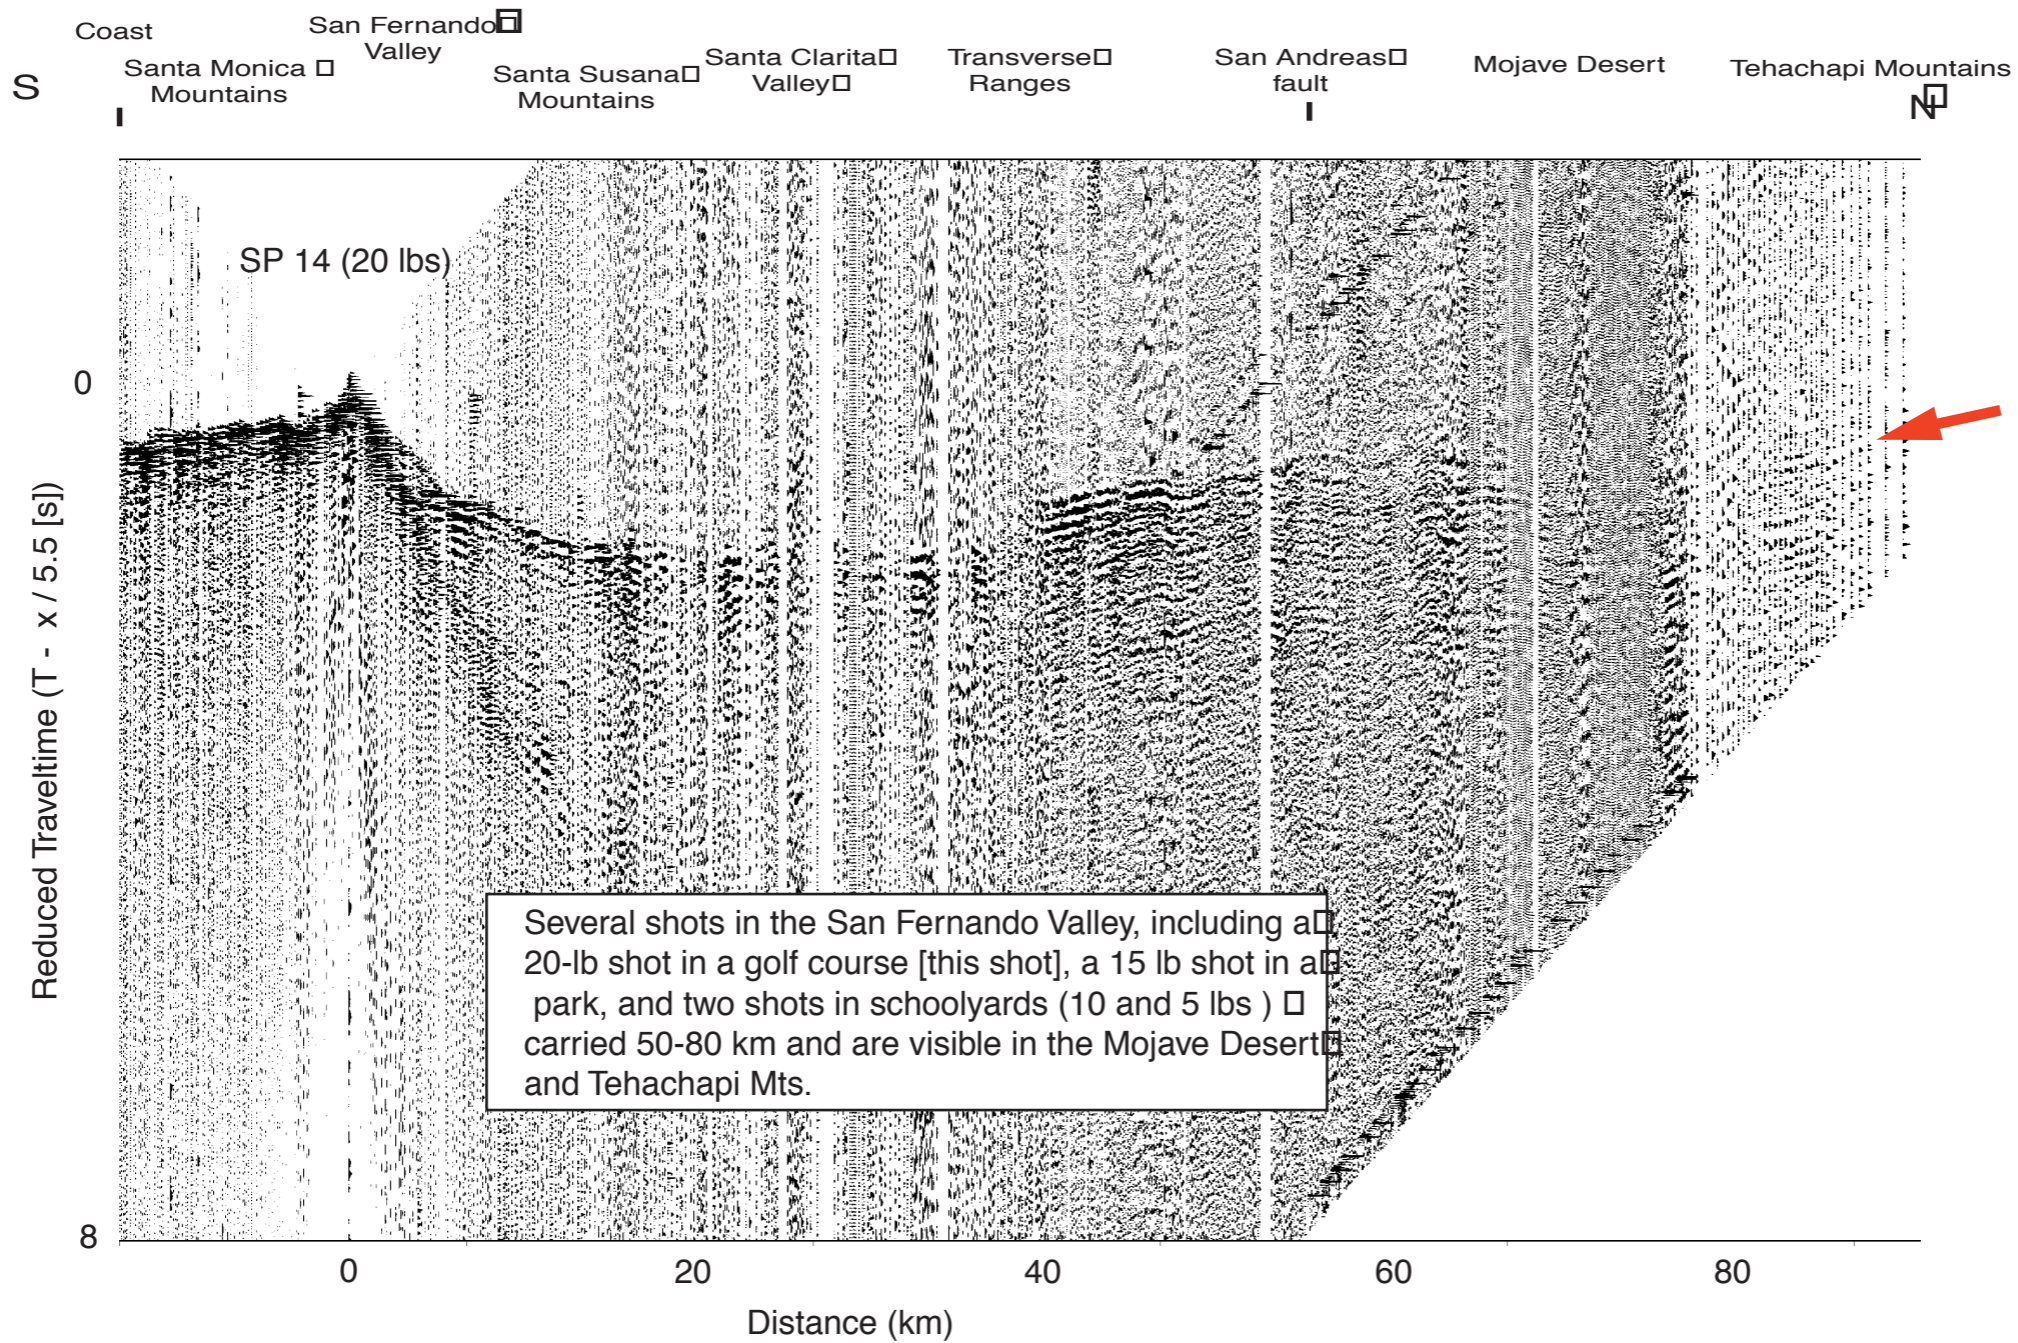 Coast
San Fernando
Valley
Santa Monica
Mountains
Santa Susana
Mountains
Santa Clarita
Valley
Transverse
Ranges
San Andreas
fault
Mojave Desert
Tehachapi Mountains
S
N
SP 14 (20 lbs)
0
8
Reduced Traveltime (T - x / 5.5 [s])
Several shots in the San Fernando Valley, including a
20-lb shot in a golf course [this shot], a 15 lb shot in a
park, and two shots in schoolyards (10 and 5 lbs )
carried 50-80 km and are visible in the Mojave Desert
and Tehachapi Mts.
0 20 40 60 80
Distance (km)